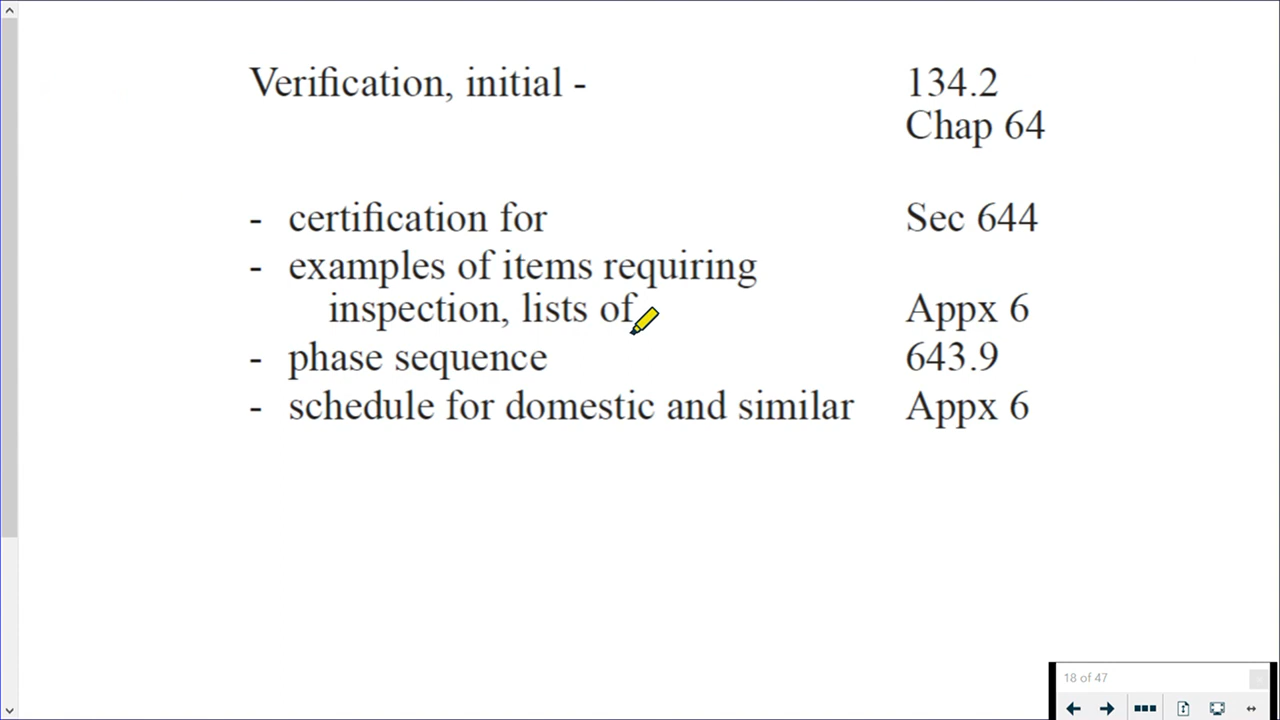 Verification, initial - 134.2
Chap 64
- certification for Sec 644
- examples of items requiring
inspection, lists of Appx 6
- phase sequence 643.9
- schedule for domestic and similar Appx 6
18 of 47